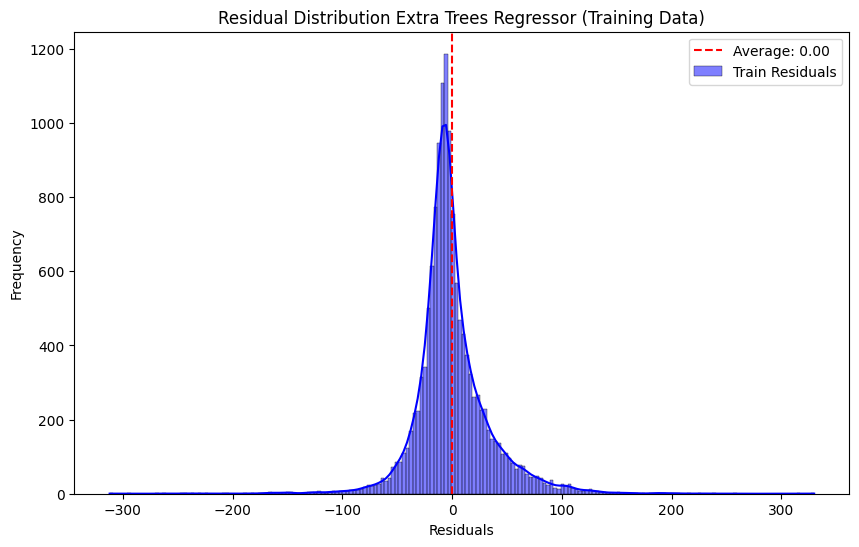 Residual Distribution Extra Trees Regressor (Training Data)
Average: 0.00
Train Residuals
Frequency
1200
1000
800
600
400
200
0
−300
−200
−100
0
100
200
300
Residuals